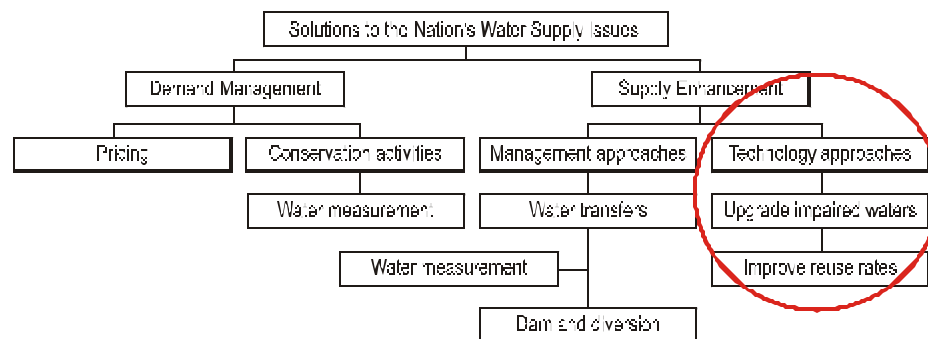 Solutions to the Nation's Water Supply Issues
Demand Management
Supply Enhancement
Pricing
Conservation activities
Management approaches
Technology approaches
Water measurement
Water transfers
Upgrade impaired waters
Water measurement
Improve reuse rates
Dam and diversion